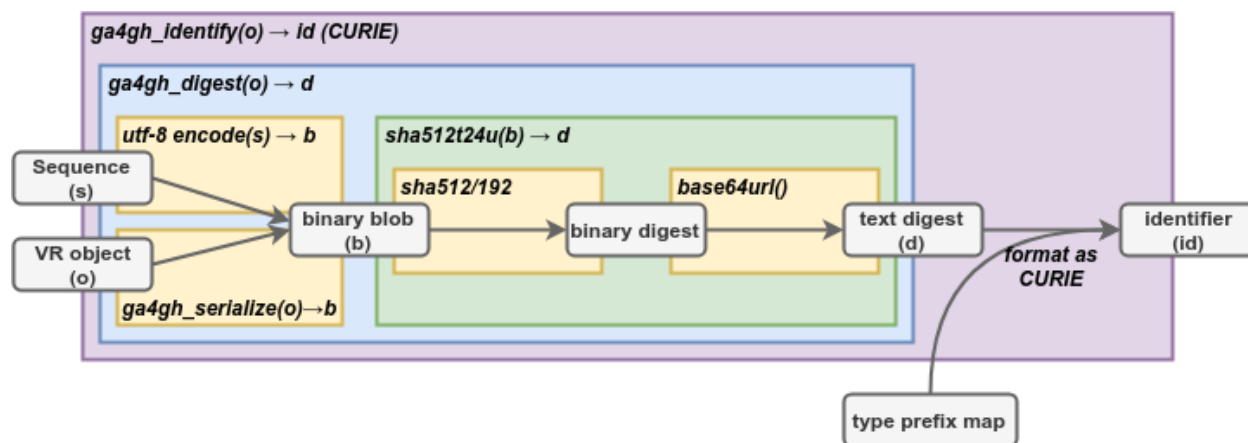 ga4gh_identify(o) → id (CURIE)
ga4gh_digest(o) → d
utf-8 encode(s) → b
sha512t24u(b) → d
Sequence
(s)
sha512/192
base64url()
binary blob
(b)
binary digest
text digest
(d)
identifier
(id)
VR object
(o)
format as
CURIE
ga4gh_serialize(o)→b
type prefix map